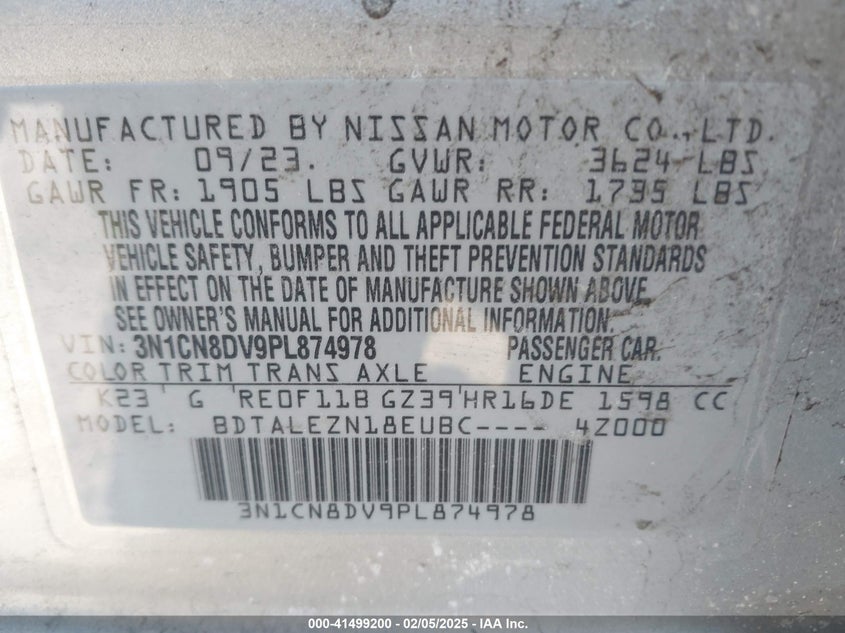 MANUFACTURED BY NISSAN MOTOR CO., LTD.
DATE: 09/23. GVWR: 3624 LBS
GAWR FR: 1905 LBS GAWR RR: 1735 LBS
THIS VEHICLE CONFORMS TO ALL APPLICABLE FEDERAL MOTOR
VEHICLE SAFETY, BUMPER AND THEFT PREVENTION STANDARDS
IN EFFECT ON THE DATE OF MANUFACTURE SHOWN ABOVE.
SEE OWNER'S MANUAL FOR ADDITIONAL INFORMATION.
VIN: 3N1CN8DV9PL874978 PASSENGER CAR.
COLOR TRIM TRANS AXLE ENGINE
K23 G RE0F11B GZ39 HR16DE 1598 CC
MODEL: BDTALEZN18EUBC---- 4Z000
3N1CN8DV9PL874978
000-41499200 - 02/05/2025 - IAA Inc.